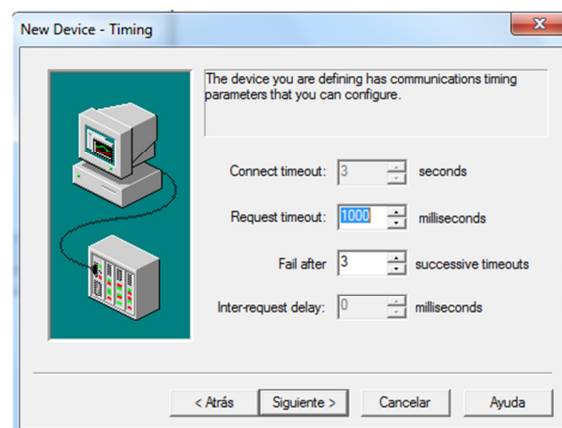 New Device - Timing
The device you are defining has communications timing
parameters that you can configure.
Connect timeout: 3 seconds
Request timeout: 1000 milliseconds
Fail after 3 successive timeouts
Inter-request delay: 0 milliseconds
< Atrás Siguiente > Cancelar Ayuda